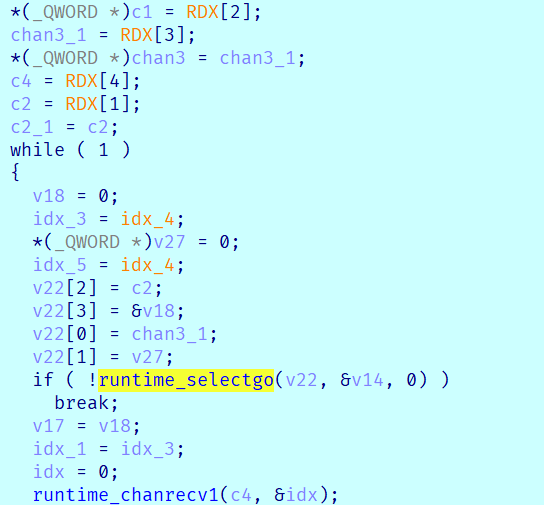 *(_QWORD *)c1 = RDX[2];
chan3_1 = RDX[3];
*(_QWORD *)chan3 = chan3_1;
c4 = RDX[4];
c2 = RDX[1];
c2_1 = c2;
while ( 1 )
{
v18 = 0;
idx_3 = idx_4;
*(_QWORD *)v27 = 0;
idx_5 = idx_4;
v22[2] = c2;
v22[3] = &v18;
v22[0] = chan3_1;
v22[1] = v27;
if ( !runtime_selectgo(v22, &v14, 0) )
break;
v17 = v18;
idx_1 = idx_3;
idx = 0;
runtime_chanrecv1(c4, &idx);